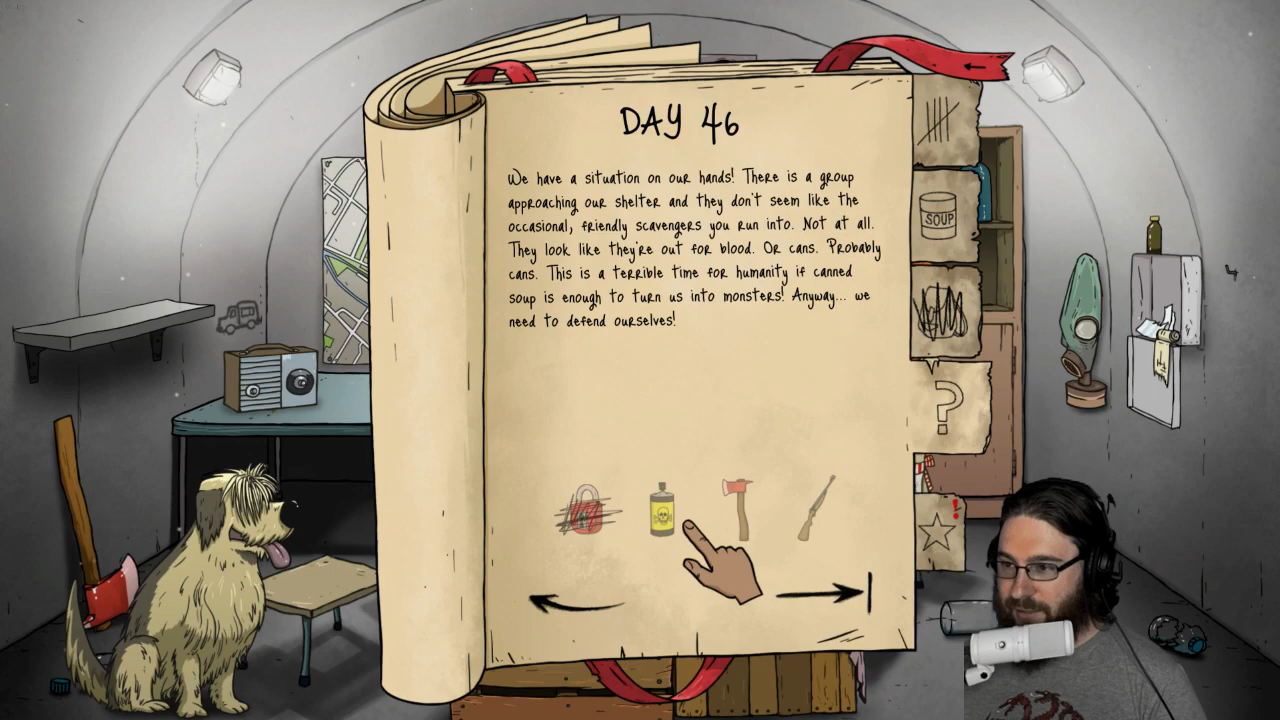 DAY 46
We have a situation on our hands! There is a group
approaching our shelter and they don't seem like the
occasional, friendly scavengers you run into. Not at all.
They look like they're out for blood. Or cans. Probably
cans. This is a terrible time for humanity if canned
soup is enough to turn us into monsters! Anyway... we
need to defend ourselves!
SOUP
?
!